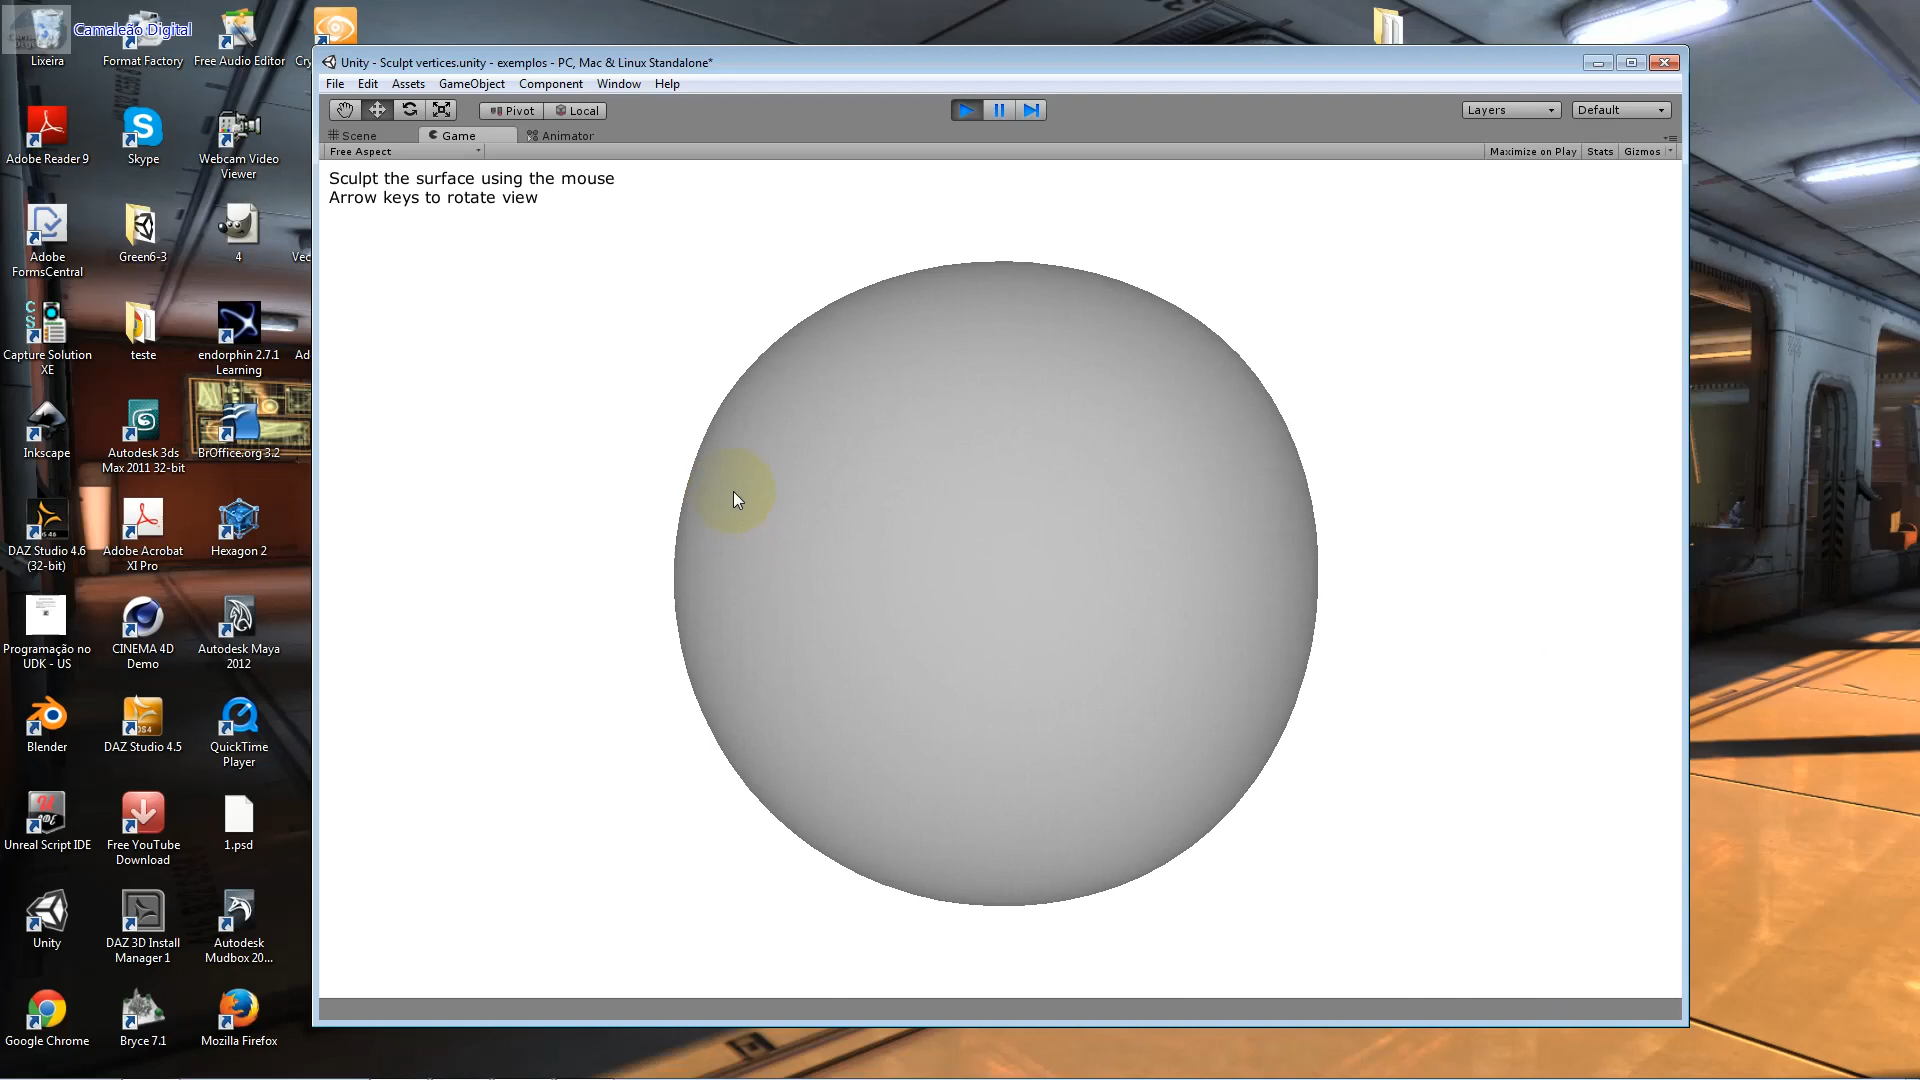 Camaleão Digital
Lixeira
Format Factory
Free Audio Editor
Adobe Reader 9
Skype
Webcam Video
Viewer
Adobe
FormsCentral
Green6-3
4
Capture Solution
XE
teste
endorphin 2.7.1
Learning
Inkscape
Autodesk 3ds
Max 2011 32-bit
BrOffice.org 3.2
DAZ Studio 4.6
(32-bit)
Adobe Acrobat
XI Pro
Hexagon 2
Programação no
UDK - US
CINEMA 4D
Demo
Autodesk Maya
2012
Blender
DAZ Studio 4.5
QuickTime
Player
Unreal Script IDE
Free YouTube
Download
1.psd
Unity
DAZ 3D Install
Manager 1
Autodesk
Mudbox 20...
Google Chrome
Bryce 7.1
Mozilla Firefox
Unity - Sculpt vertices.unity - exemplos - PC, Mac & Linux Standalone*
File Edit Assets GameObject Component Window Help
Pivot Local Layers Default
Scene Game Animator
Free Aspect Maximize on Play Stats Gizmos
Sculpt the surface using the mouse
Arrow keys to rotate view